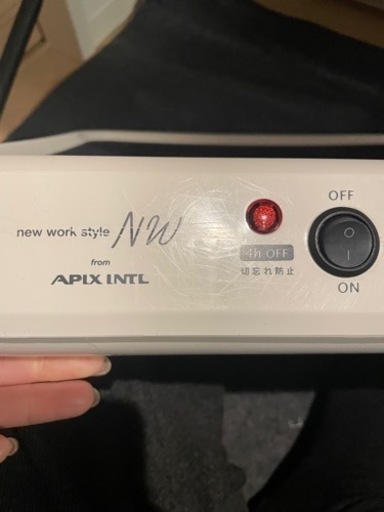 new work style NW
from
APIX INTL
4h OFF
切忘れ防止
OFF
ON